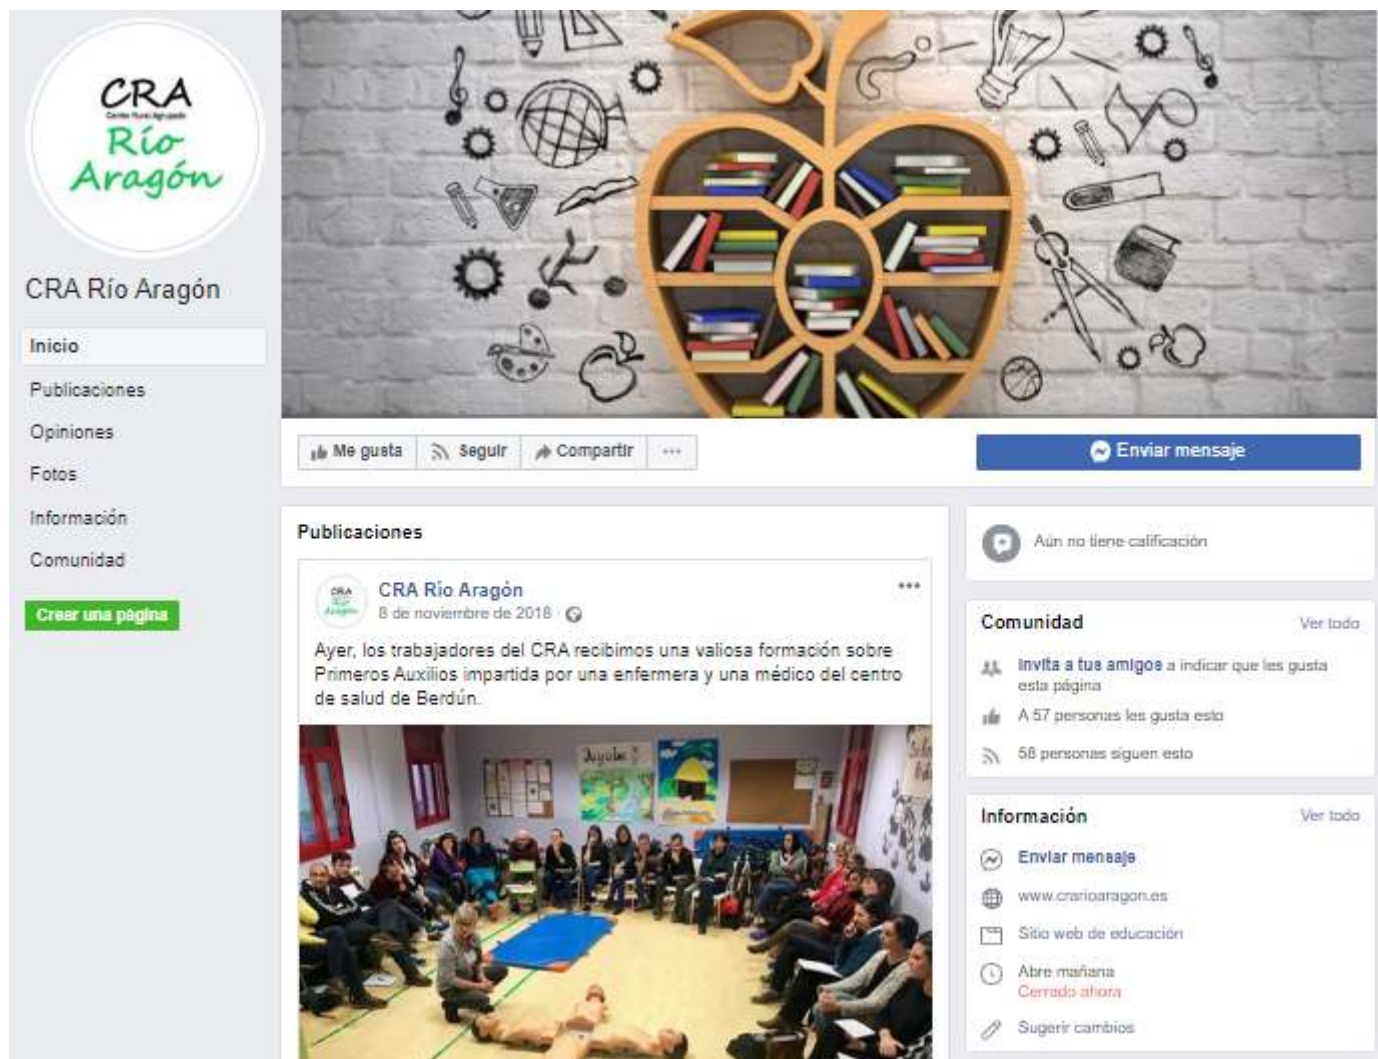 CRA
Centro Rural Agrupado
Río
Aragón
CRA Río Aragón
Inicio
Publicaciones
Opiniones
Fotos
Información
Comunidad
Crear una página
Me gusta
Seguir
Compartir
...
Enviar mensaje
Publicaciones
CRA Río Aragón
8 de noviembre de 2018
Ayer, los trabajadores del CRA recibimos una valiosa formación sobre
Primeros Auxilios impartida por una enfermera y una médico del centro
de salud de Berdún.
Aún no tiene calificación
Comunidad Ver todo
Invita a tus amigos a indicar que les gusta
esta página
A 57 personas les gusta esto
58 personas siguen esto
Información Ver todo
Enviar mensaje
www.crarioaragon.es
Sitio web de educación
Abre mañana
Cerrado ahora
Sugerir cambios